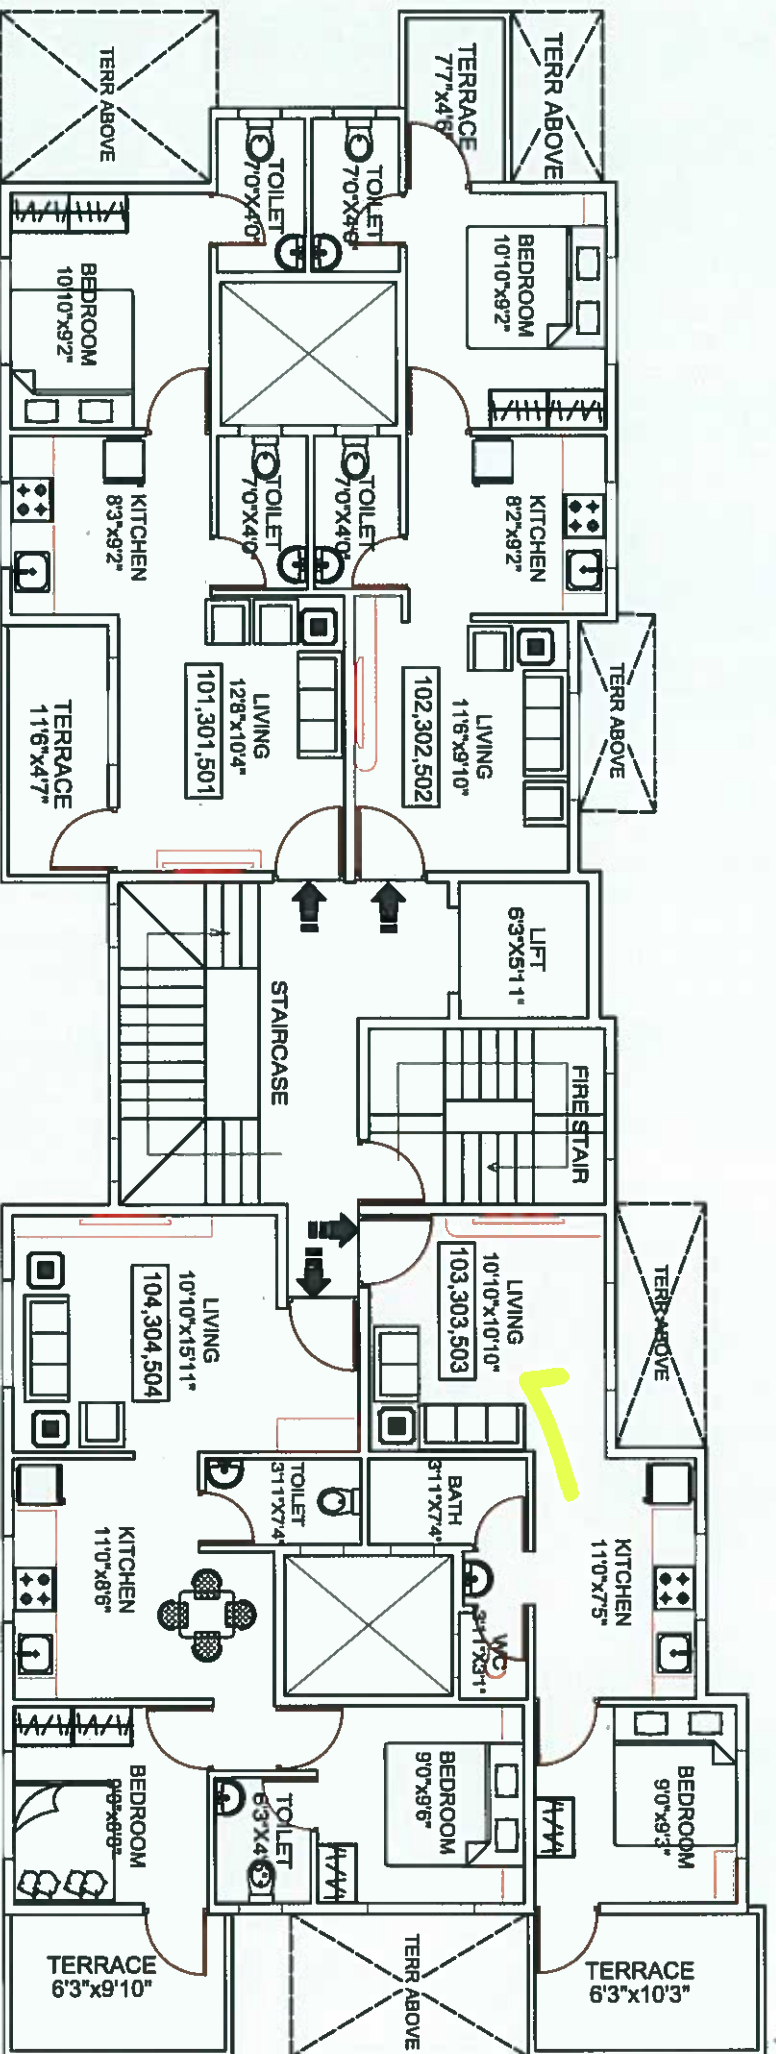 TERR ABOVE
TERRACE
7'7"x4'6"
TERR ABOVE
TOILET
7'0"X4'0"
TOILET
BEDROOM
10'10"x9'2"
BEDROOM
10'10"x9'2"
TOILET
7'0"X4'0"
TOILET
7'0"X4'0"
KITCHEN
8'3"x9'2"
KITCHEN
8'2"x9'2"
TERRACE
11'6"x4'7"
LIVING
12'8"x10'4"
101,301,501
LIVING
11'6"x9'10"
102,302,502
TERR ABOVE
LIFT
6'3"X5'11"
STAIRCASE
FIRE STAIR
LIVING
10'10"x15'11"
104,304,504
LIVING
10'10"x10'10"
103,303,503
TERR ABOVE
TOILET
3'11"X7'4"
BATH
3'11"X7'4"
KITCHEN
11'0"x8'6"
KITCHEN
11'0"x7'5"
WC
3'11"X3'1"
BEDROOM
TOILET
6'3"X4'6"
BEDROOM
9'0"x9'6"
BEDROOM
9'0"x9'3"
TERRACE
6'3"x9'10"
TERR ABOVE
TERRACE
6'3"x10'3"